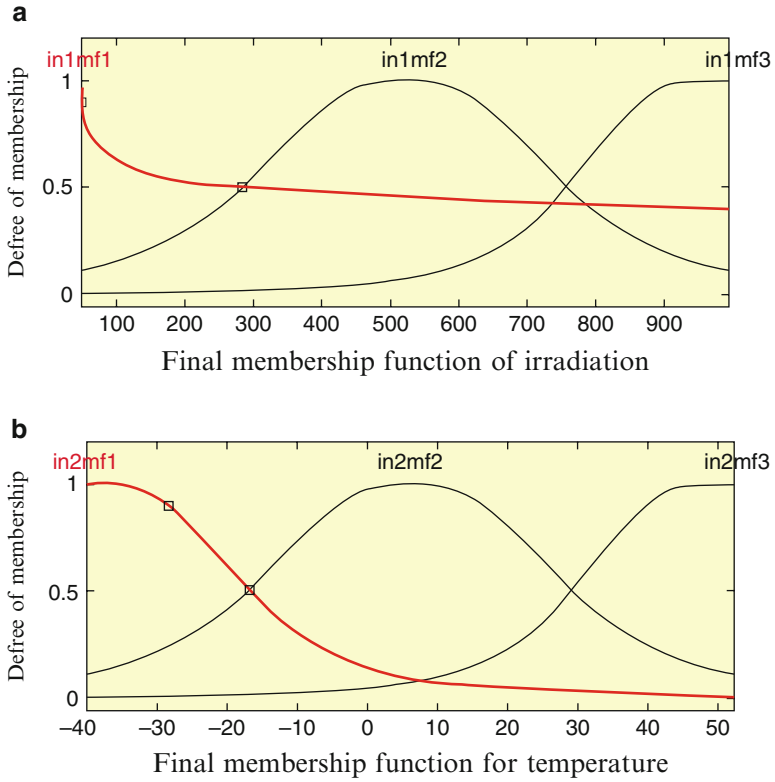 a
in1mf1 in1mf2 in1mf3
Defree of membership
1
0.5
0
100 200 300 400 500 600 700 800 900
Final membership function of irradiation
b
in2mf1 in2mf2 in2mf3
Defree of membership
1
0.5
0
–40 –30 –20 –10 0 10 20 30 40 50
Final membership function for temperature